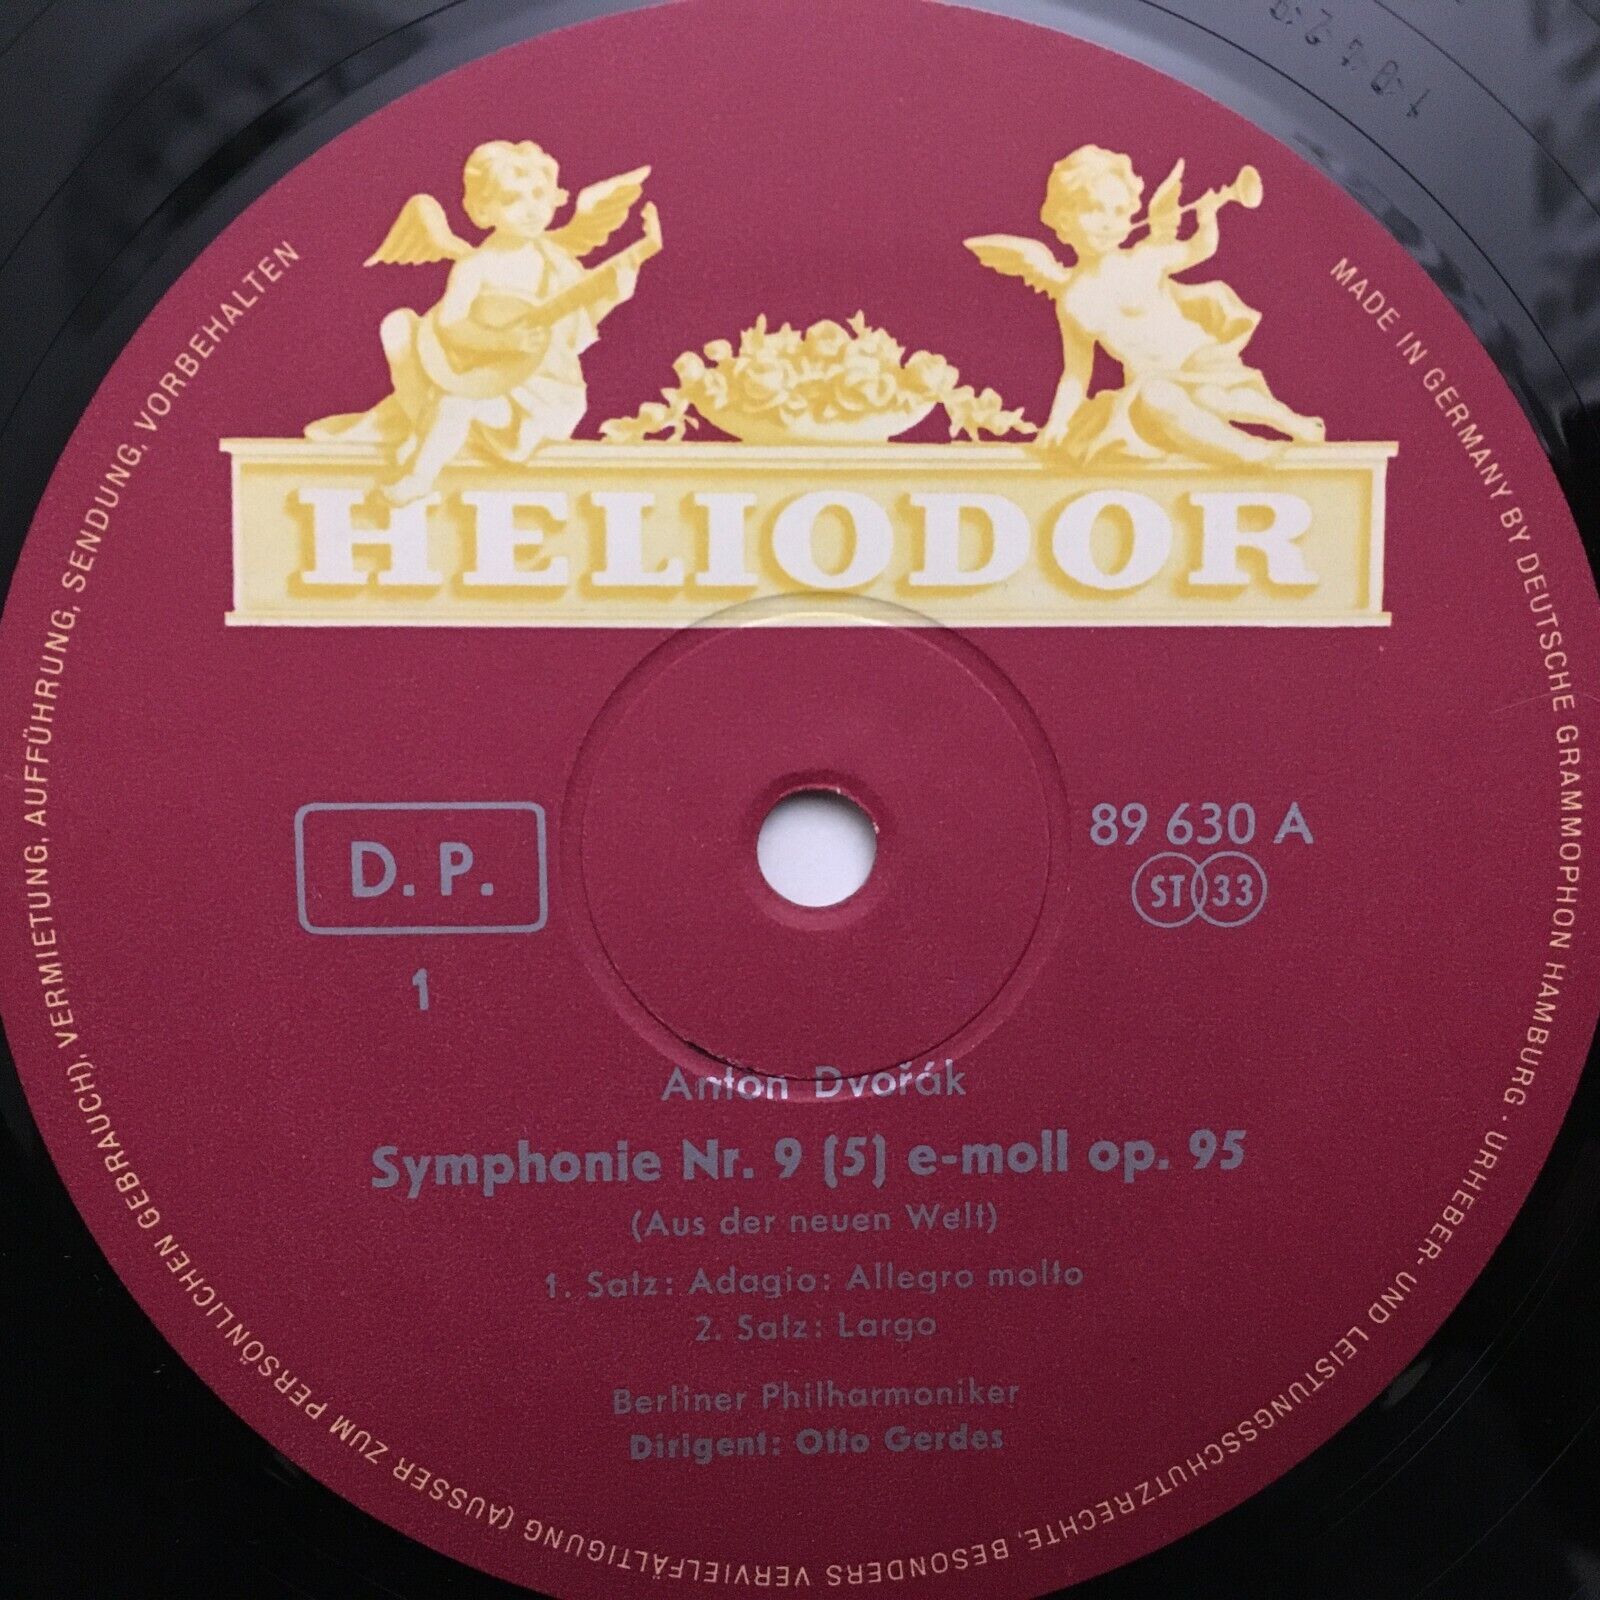 HELIODOR
D. P.
89 630 A
ST 33
1
Anton Dvořák
Symphonie Nr. 9 (5) e-moll op. 95
(Aus der neuen Welt)
1. Satz: Adagio: Allegro molto
2. Satz: Largo
Berliner Philharmoniker
Dirigent: Otto Gerdes
MADE IN GERMANY BY DEUTSCHE GRAMMOPHON HAMBURG · URHEBER- UND LEISTUNGSSCHUTZRECHTE, BESONDERS VERVIELFÄLTIGUNG (AUSSER ZUM PERSÖNLICHEN GEBRAUCH), VERMIETUNG, AUFFÜHRUNG, SENDUNG, VORBEHALTEN